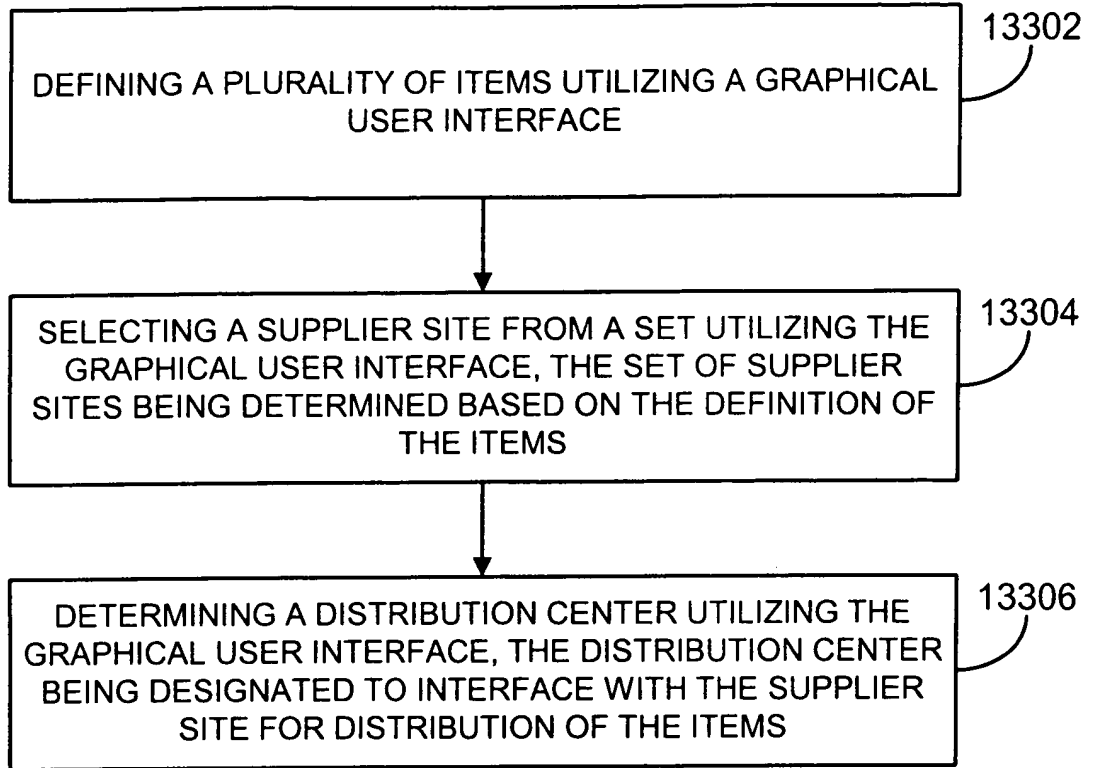 13302
DEFINING A PLURALITY OF ITEMS UTILIZING A GRAPHICAL
USER INTERFACE
13304
SELECTING A SUPPLIER SITE FROM A SET UTILIZING THE
GRAPHICAL USER INTERFACE, THE SET OF SUPPLIER
SITES BEING DETERMINED BASED ON THE DEFINITION OF
THE ITEMS
13306
DETERMINING A DISTRIBUTION CENTER UTILIZING THE
GRAPHICAL USER INTERFACE, THE DISTRIBUTION CENTER
BEING DESIGNATED TO INTERFACE WITH THE SUPPLIER
SITE FOR DISTRIBUTION OF THE ITEMS